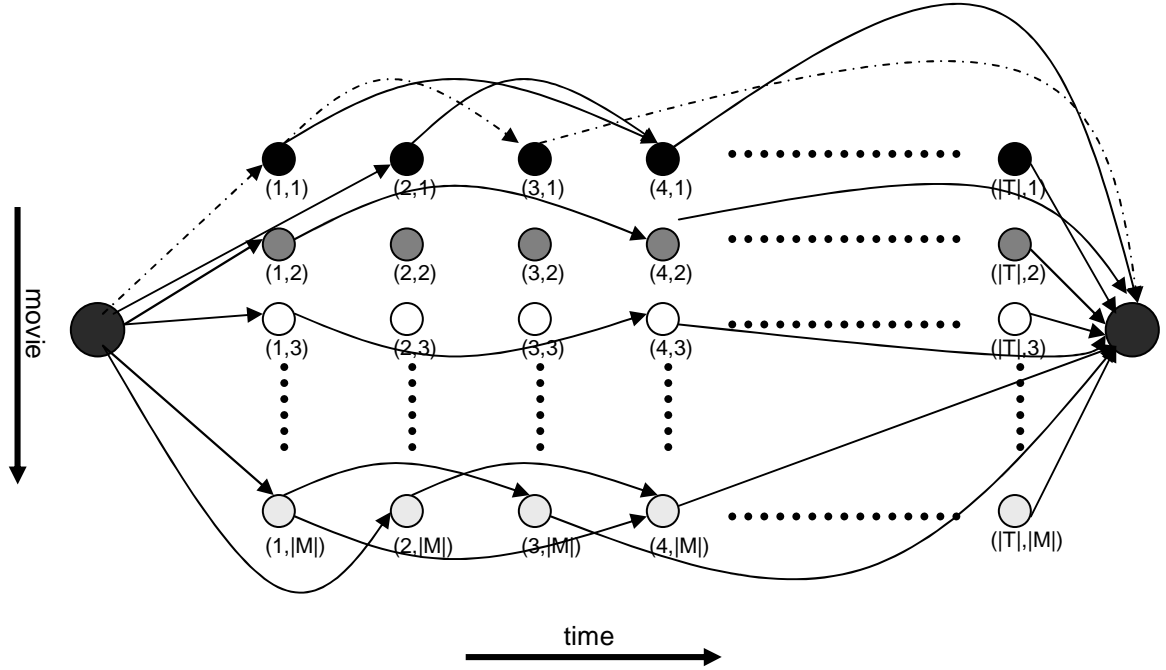 (1,1) (2,1) (3,1) (4,1) (|T|,1)
(1,2) (2,2) (3,2) (4,2) (|T|,2)
movie
(1,3) (2,3) (3,3) (4,3) (|T|,3)
(1,|M|) (2,|M|) (3,|M|) (4,|M|) (|T|,|M|)
time